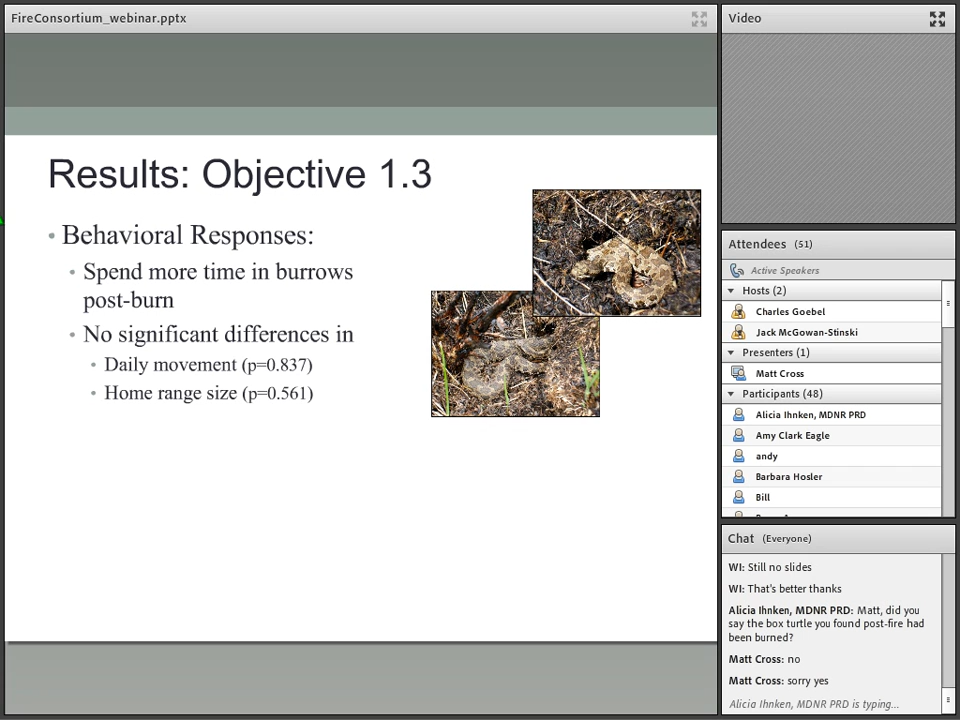 FireConsortium_webinar.pptx
Results: Objective 1.3
• Behavioral Responses:
• Spend more time in burrows
post-burn
• No significant differences in
• Daily movement (p=0.837)
• Home range size (p=0.561)
Video
Attendees (51)
Active Speakers
Hosts (2)
Charles Goebel
Jack McGowan-Stinski
Presenters (1)
Matt Cross
Participants (48)
Alicia Ihnken, MDNR PRD
Amy Clark Eagle
andy
Barbara Hosler
Bill
Chat (Everyone)
WI: Still no slides
WI: That's better thanks
Alicia Ihnken, MDNR PRD: Matt, did you
say the box turtle you found post-fire had
been burned?
Matt Cross: no
Matt Cross: sorry yes
Alicia Ihnken, MDNR PRD is typing...